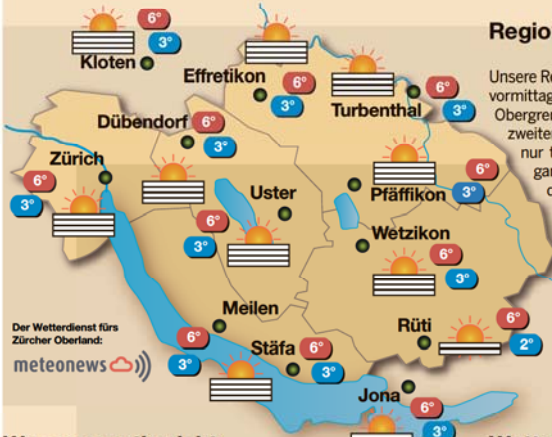 6°
3°
Kloten
Regio
Effretikon
6°
3°
Turbenthal
6°
3°
Unsere Re
vormittag
Obergren
zweiten
nur t
gan
Dübendorf
6°
3°
Zürich
6°
3°
Uster
6°
3°
Pfäffikon
6°
3°
Wetzikon
6°
3°
Meilen
6°
3°
Der Wetterdienst fürs
Zürcher Oberland:
meteonews
Stäfa
6°
3°
Rüti
6°
2°
Jona
6°
3°